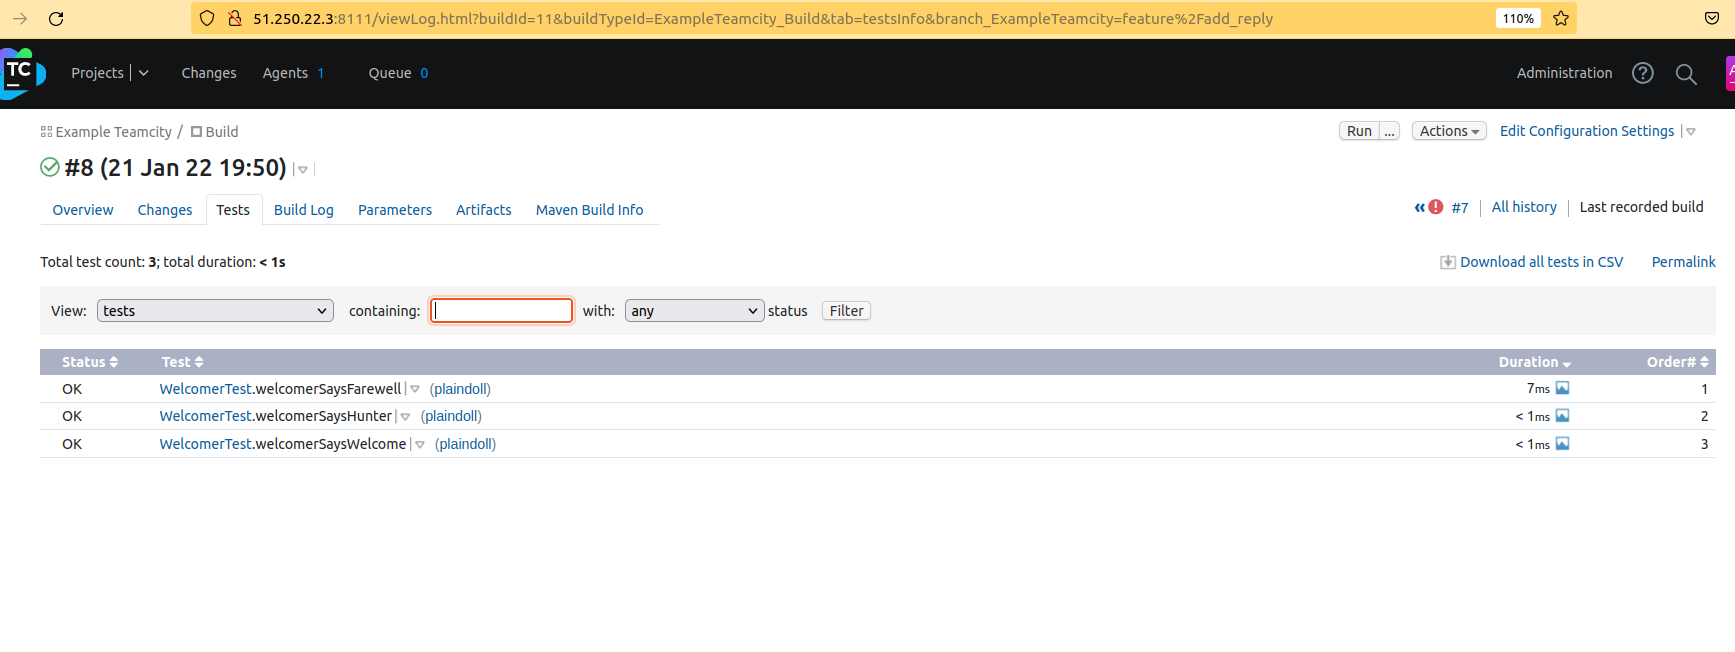 51.250.22.3:8111/viewLog.html?buildId=11&buildTypeId=ExampleTeamcity_Build&tab=testsInfo&branch_ExampleTeamcity=feature%2Fadd_reply 110%
TC Projects Changes Agents 1 Queue 0 Administration ? A
Example Teamcity / Build Run ... Actions Edit Configuration Settings
#8 (21 Jan 22 19:50)
Overview Changes Tests Build Log Parameters Artifacts Maven Build Info « #7 All history Last recorded build
Total test count: 3; total duration: < 1s Download all tests in CSV Permalink
View: tests containing: with: any status Filter
Status Test Duration Order#
OK WelcomerTest.welcomerSaysFarewell (plaindoll) 7ms 1
OK WelcomerTest.welcomerSaysHunter (plaindoll) < 1ms 2
OK WelcomerTest.welcomerSaysWelcome (plaindoll) < 1ms 3